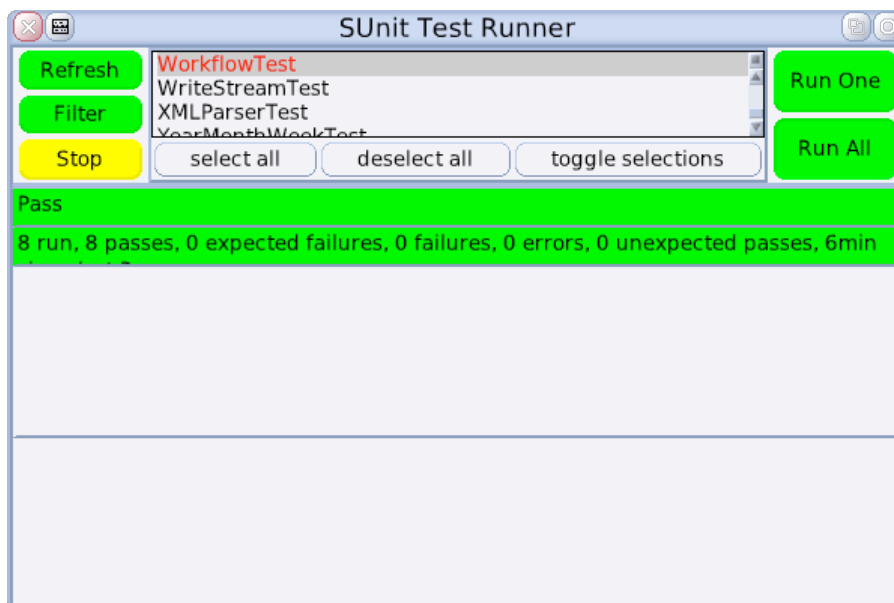 SUnit Test Runner
Refresh
Filter
Stop
WorkflowTest
WriteStreamTest
XMLParserTest
YearMonthWeekTest
select all
deselect all
toggle selections
Run One
Run All
Pass
8 run, 8 passes, 0 expected failures, 0 failures, 0 errors, 0 unexpected passes, 6min